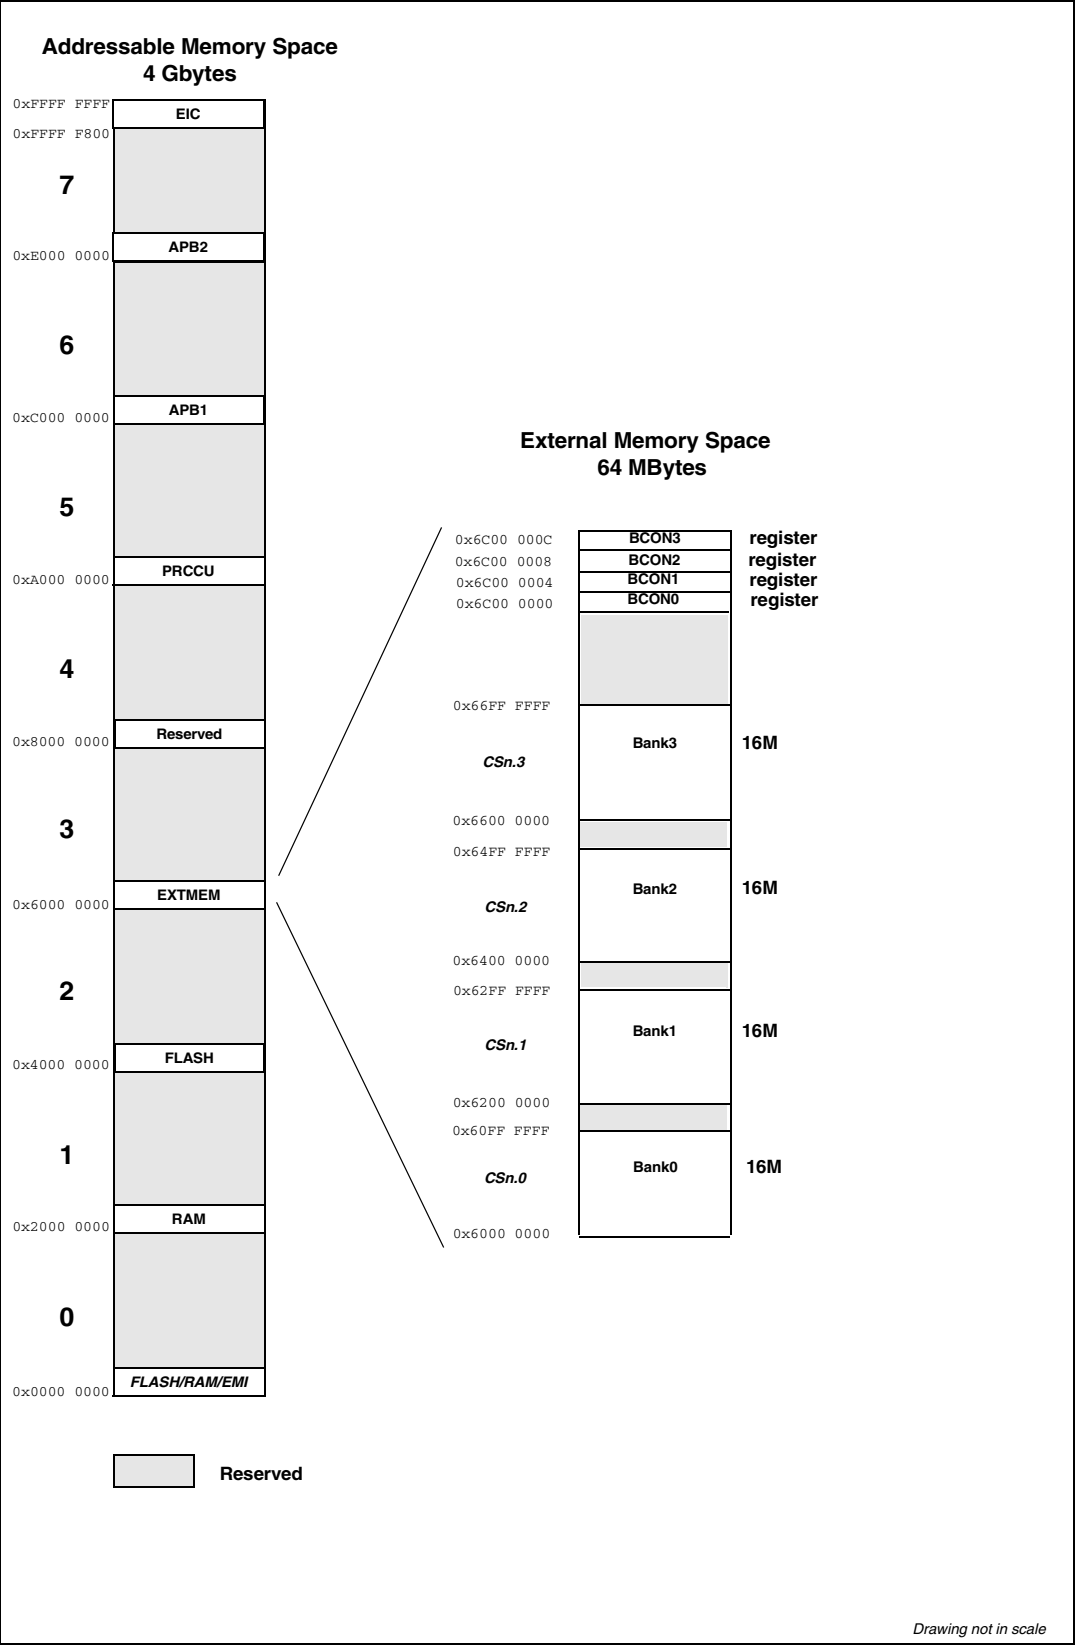 Addressable Memory Space
4 Gbytes
0xFFFF FFFF
EIC
0xFFFF F800
7
APB2
0xE000 0000
6
APB1
0xC000 0000
5
PRCCU
0xA000 0000
4
Reserved
0x8000 0000
3
EXTMEM
0x6000 0000
2
FLASH
0x4000 0000
1
RAM
0x2000 0000
0
FLASH/RAM/EMI
0x0000 0000
Reserved
External Memory Space
64 MBytes
0x6C00 000C BCON3 register
0x6C00 0008 BCON2 register
0x6C00 0004 BCON1 register
0x6C00 0000 BCON0 register
0x66FF FFFF
Bank3 16M
CSn.3
0x6600 0000
0x64FF FFFF
Bank2 16M
CSn.2
0x6400 0000
0x62FF FFFF
Bank1 16M
CSn.1
0x6200 0000
0x60FF FFFF
Bank0 16M
CSn.0
0x6000 0000
Drawing not in scale